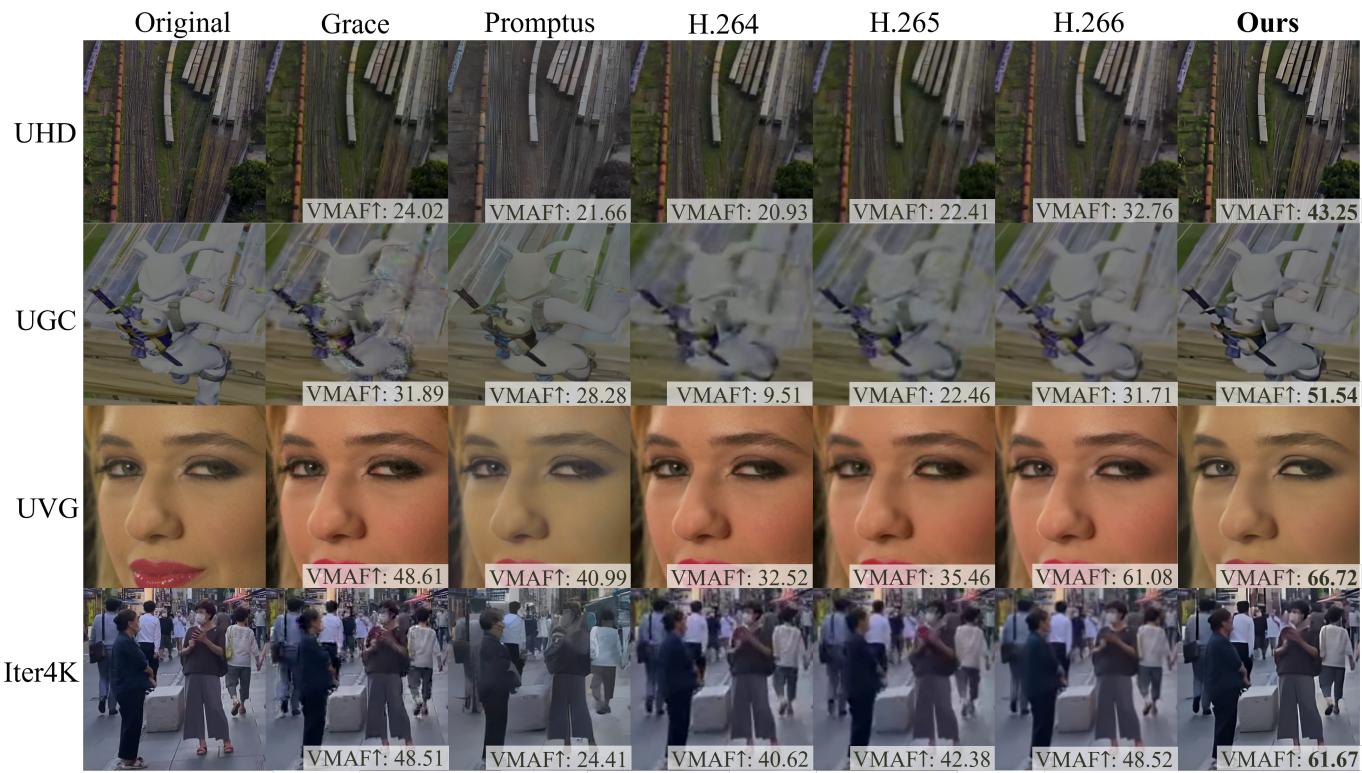 Original Grace Promptus H.264 H.265 H.266 Ours
UHD
VMAF↑: 24.02 VMAF↑: 21.66 VMAF↑: 20.93 VMAF↑: 22.41 VMAF↑: 32.76 VMAF↑: 43.25
UGC
VMAF↑: 31.89 VMAF↑: 28.28 VMAF↑: 9.51 VMAF↑: 22.46 VMAF↑: 31.71 VMAF↑: 51.54
UVG
VMAF↑: 48.61 VMAF↑: 40.99 VMAF↑: 32.52 VMAF↑: 35.46 VMAF↑: 61.08 VMAF↑: 66.72
Iter4K
VMAF↑: 48.51 VMAF↑: 24.41 VMAF↑: 40.62 VMAF↑: 42.38 VMAF↑: 48.52 VMAF↑: 61.67